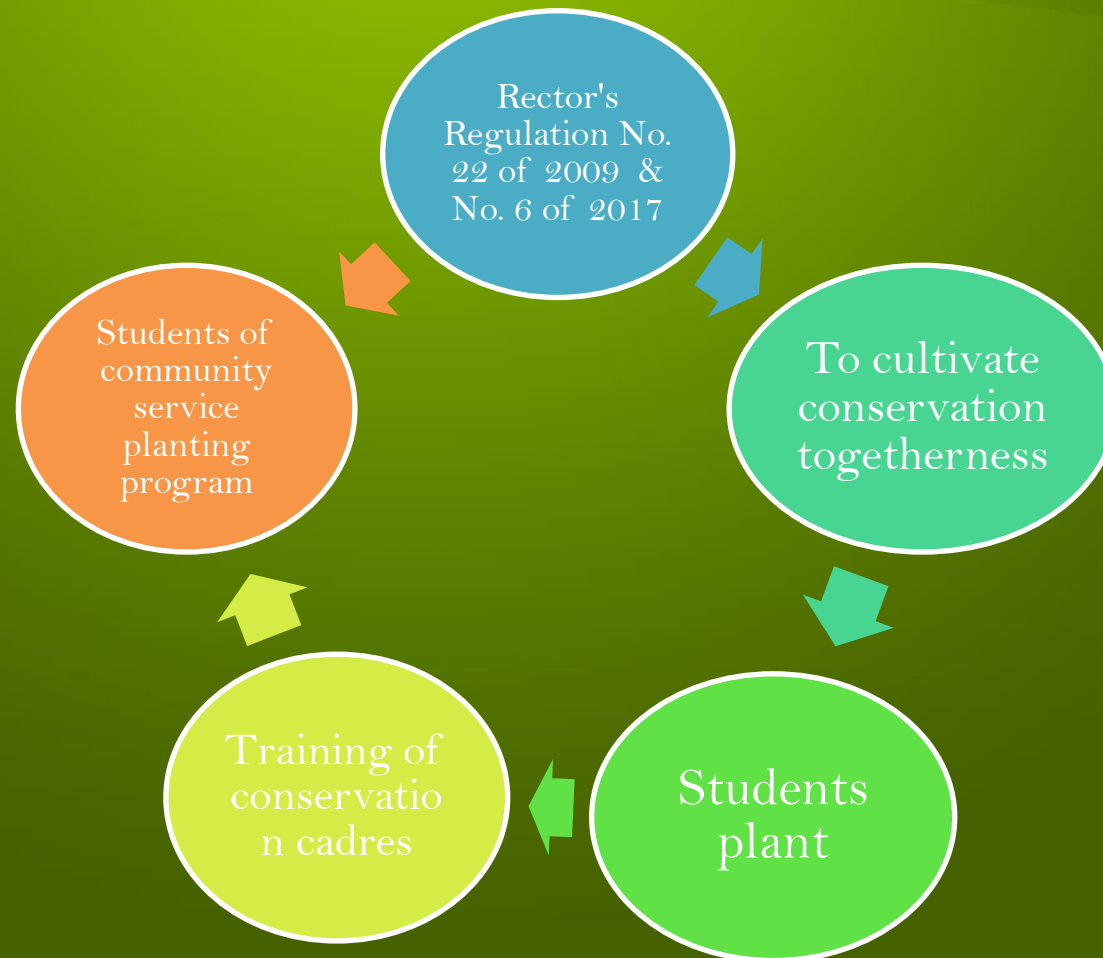 Rector's
Regulation No.
22 of 2009 &
No. 6 of 2017
To cultivate
conservation
togetherness
Students
plant
Training of
conservatio
n cadres
Students of
community
service
planting
program